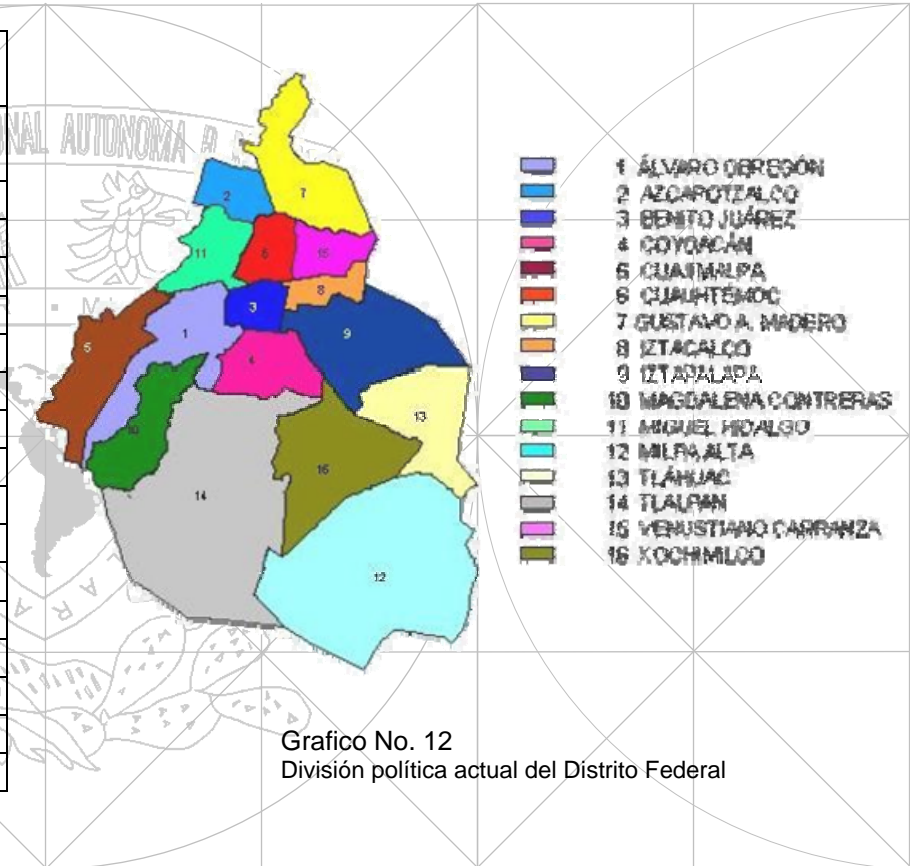 NAL AUTONOMA
1 ÁLVARO OBREGÓN
2 AZCAPOTZALCO
3 BENITO JUÁREZ
4 COYOACÁN
5 CUAJIMALPA
6 CUAUHTÉMOC
7 GUSTAVO A. MADERO
8 IZTACALCO
9 IZTAPALAPA
10 MAGDALENA CONTRERAS
11 MIGUEL HIDALGO
12 MILPA ALTA
13 TLÁHUAC
14 TLALPAN
15 VENUSTIANO CARRANZA
16 XOCHIMILCO
7
2
11
6
15
8
3
9
1
5
4
13
10
16
14
12
Grafico No. 12
División política actual del Distrito Federal